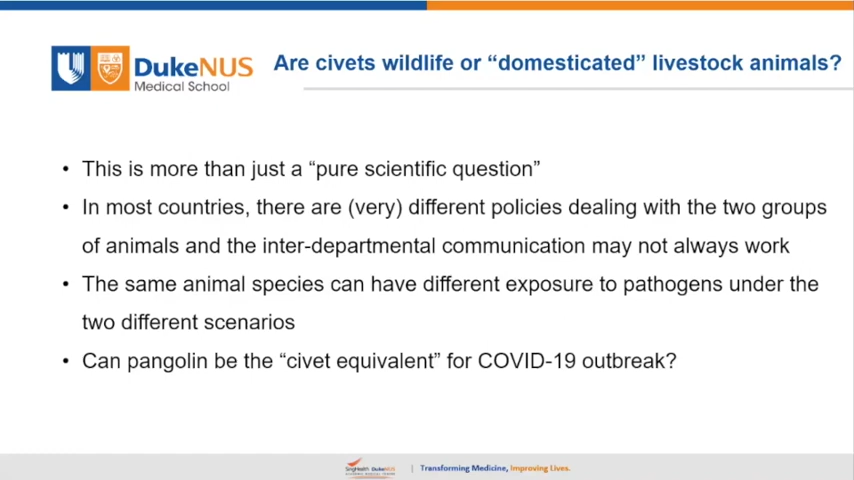 DukeNUS
Medical School
Are civets wildlife or “domesticated” livestock animals?
• This is more than just a “pure scientific question”
• In most countries, there are (very) different policies dealing with the two groups
of animals and the inter-departmental communication may not always work
• The same animal species can have different exposure to pathogens under the
two different scenarios
• Can pangolin be the “civet equivalent” for COVID-19 outbreak?
SingHealth DukeNUS
Transforming Medicine, Improving Lives.